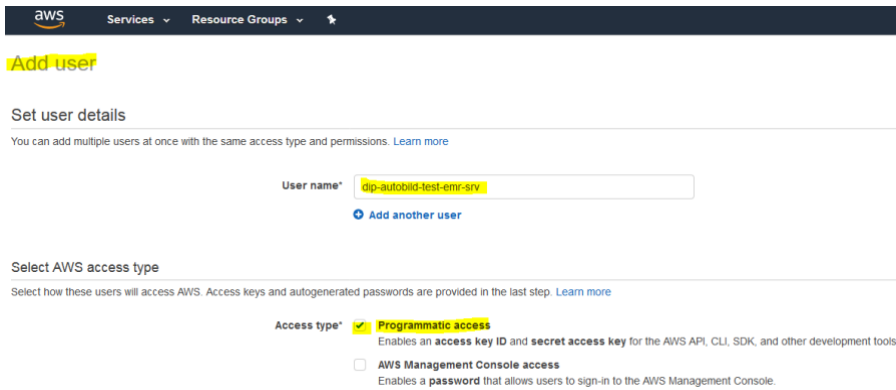 aws Services Resource Groups
Add user
Set user details
You can add multiple users at once with the same access type and permissions. Learn more
User name* dip-autobild-test-emr-srv
Add another user
Select AWS access type
Select how these users will access AWS. Access keys and autogenerated passwords are provided in the last step. Learn more
Access type* Programmatic access
Enables an access key ID and secret access key for the AWS API, CLI, SDK, and other development tools
AWS Management Console access
Enables a password that allows users to sign-in to the AWS Management Console.